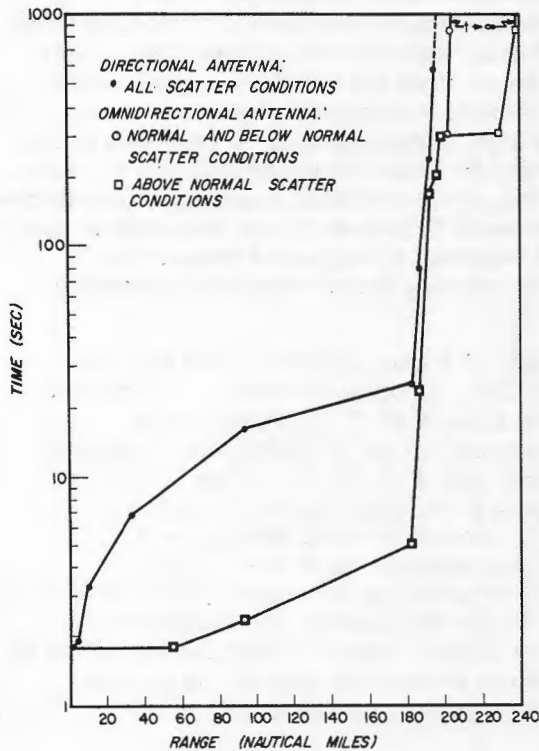 1000
DIRECTIONAL ANTENNA:
• ALL SCATTER CONDITIONS
OMNIDIRECTIONAL ANTENNA:
○ NORMAL AND BELOW NORMAL
SCATTER CONDITIONS
□ ABOVE NORMAL SCATTER
CONDITIONS
t → ∞
100
TIME (SEC)
10
1
20 40 60 80 100 120 140 160 180 200 220 240
RANGE (NAUTICAL MILES)